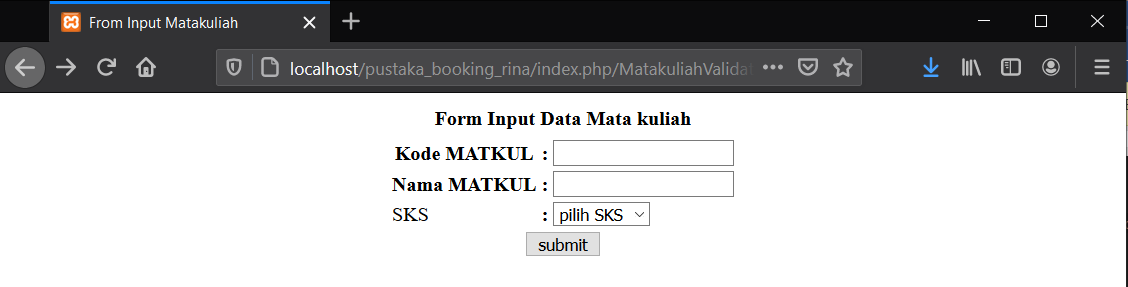 From Input Matakuliah
localhost/pustaka_booking_rina/index.php/MatakuliahValidat
Form Input Data Mata kuliah
Kode MATKUL :
Nama MATKUL :
SKS : pilih SKS
submit